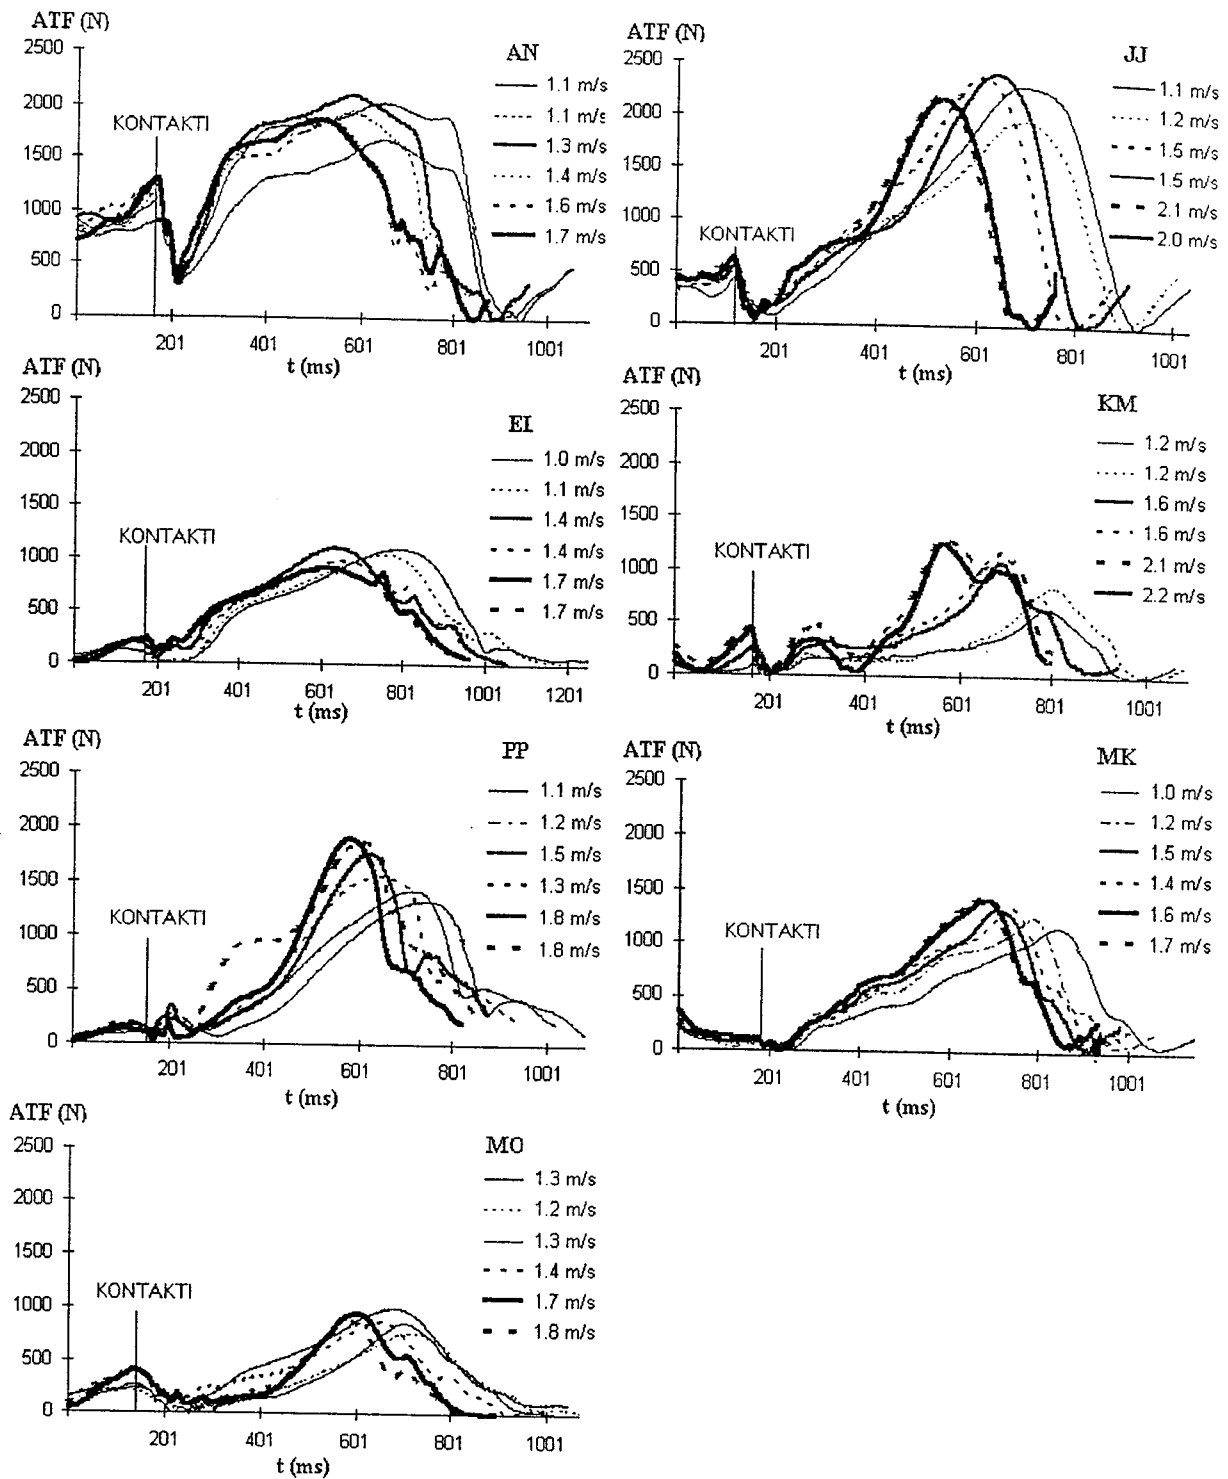 ATF (N)
2500
2000
1500
1000
500
0
KONTAKTI
AN
1.1 m/s
1.1 m/s
1.3 m/s
1.4 m/s
1.6 m/s
1.7 m/s
201 401 601 801 1001
t (ms)
ATF (N)
2500
2000
1500
1000
500
0
KONTAKTI
JJ
1.1 m/s
1.2 m/s
1.5 m/s
1.5 m/s
2.1 m/s
2.0 m/s
201 401 601 801 1001
t (ms)
ATF (N)
2500
2000
1500
1000
500
0
KONTAKTI
EL
1.0 m/s
1.1 m/s
1.4 m/s
1.4 m/s
1.7 m/s
1.7 m/s
201 401 601 801 1001 1201
t (ms)
ATF (N)
2500
2000
1500
1000
500
0
KONTAKTI
KM
1.2 m/s
1.2 m/s
1.6 m/s
1.6 m/s
2.1 m/s
2.2 m/s
201 401 601 801 1001
t (ms)
ATF (N)
2500
2000
1500
1000
500
0
KONTAKTI
PP
1.1 m/s
1.2 m/s
1.5 m/s
1.3 m/s
1.8 m/s
1.8 m/s
201 401 601 801 1001
t (ms)
ATF (N)
2500
2000
1500
1000
500
0
KONTAKTI
MK
1.0 m/s
1.2 m/s
1.5 m/s
1.4 m/s
1.6 m/s
1.7 m/s
201 401 601 801 1001
t (ms)
ATF (N)
2500
2000
1500
1000
500
0
KONTAKTI
MO
1.3 m/s
1.2 m/s
1.3 m/s
1.4 m/s
1.7 m/s
1.8 m/s
201 401 601 801 1001
t (ms)